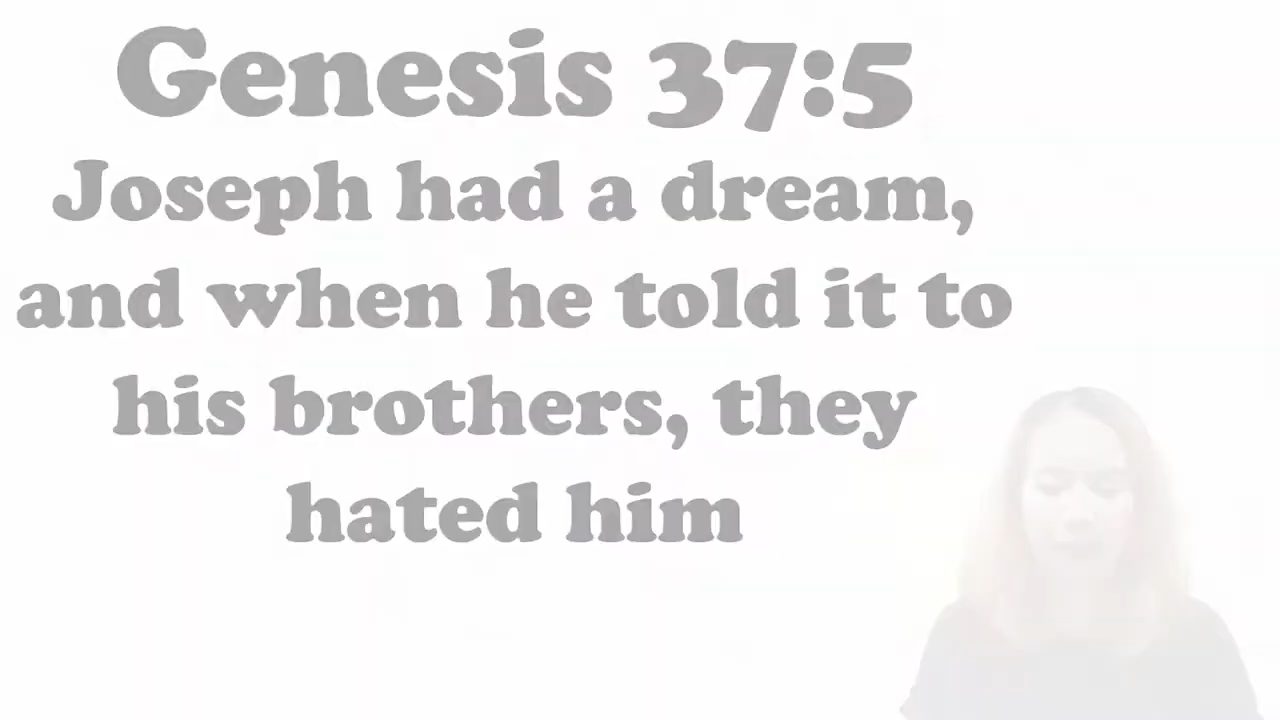 Genesis 37:5
Joseph had a dream,
and when he told it to
his brothers, they
hated him